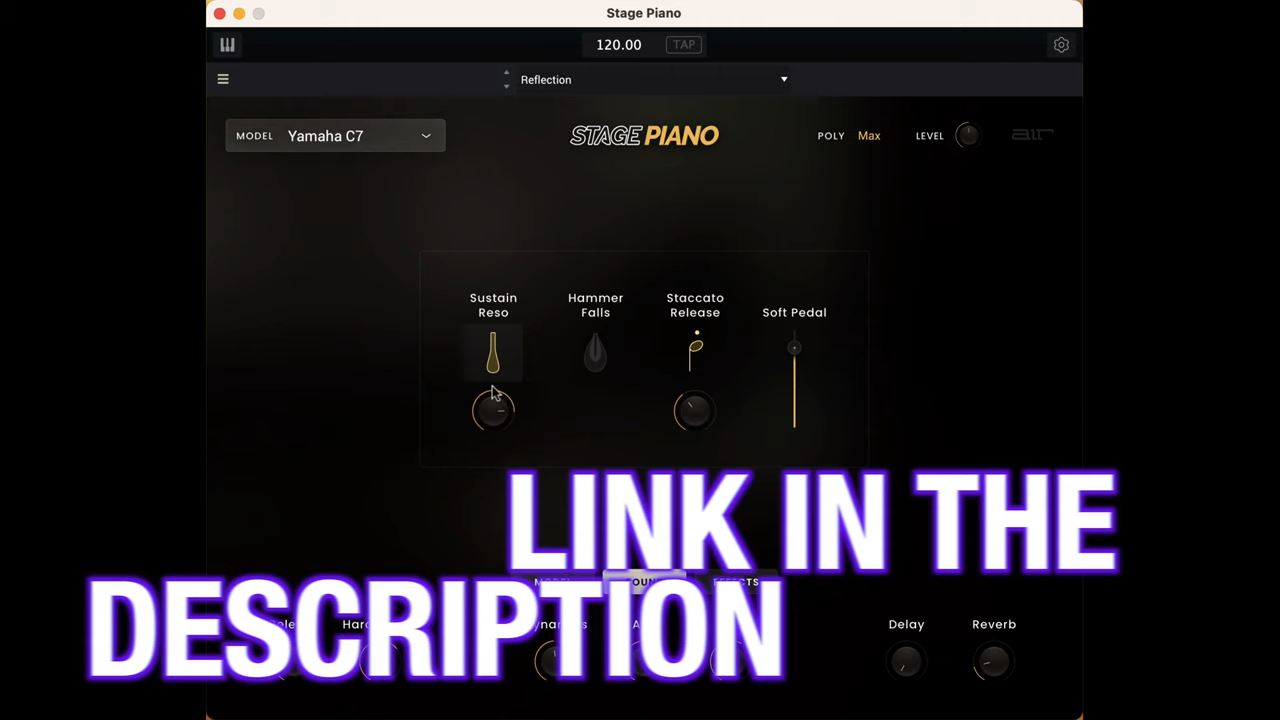 Stage Piano
120.00 TAP
Reflection
MODEL Yamaha C7
STAGE PIANO
POLY Max
LEVEL
air
Sustain
Reso
Hammer
Falls
Staccato
Release
Soft Pedal
LINK IN THE
DESCRIPTION
Delay
Reverb